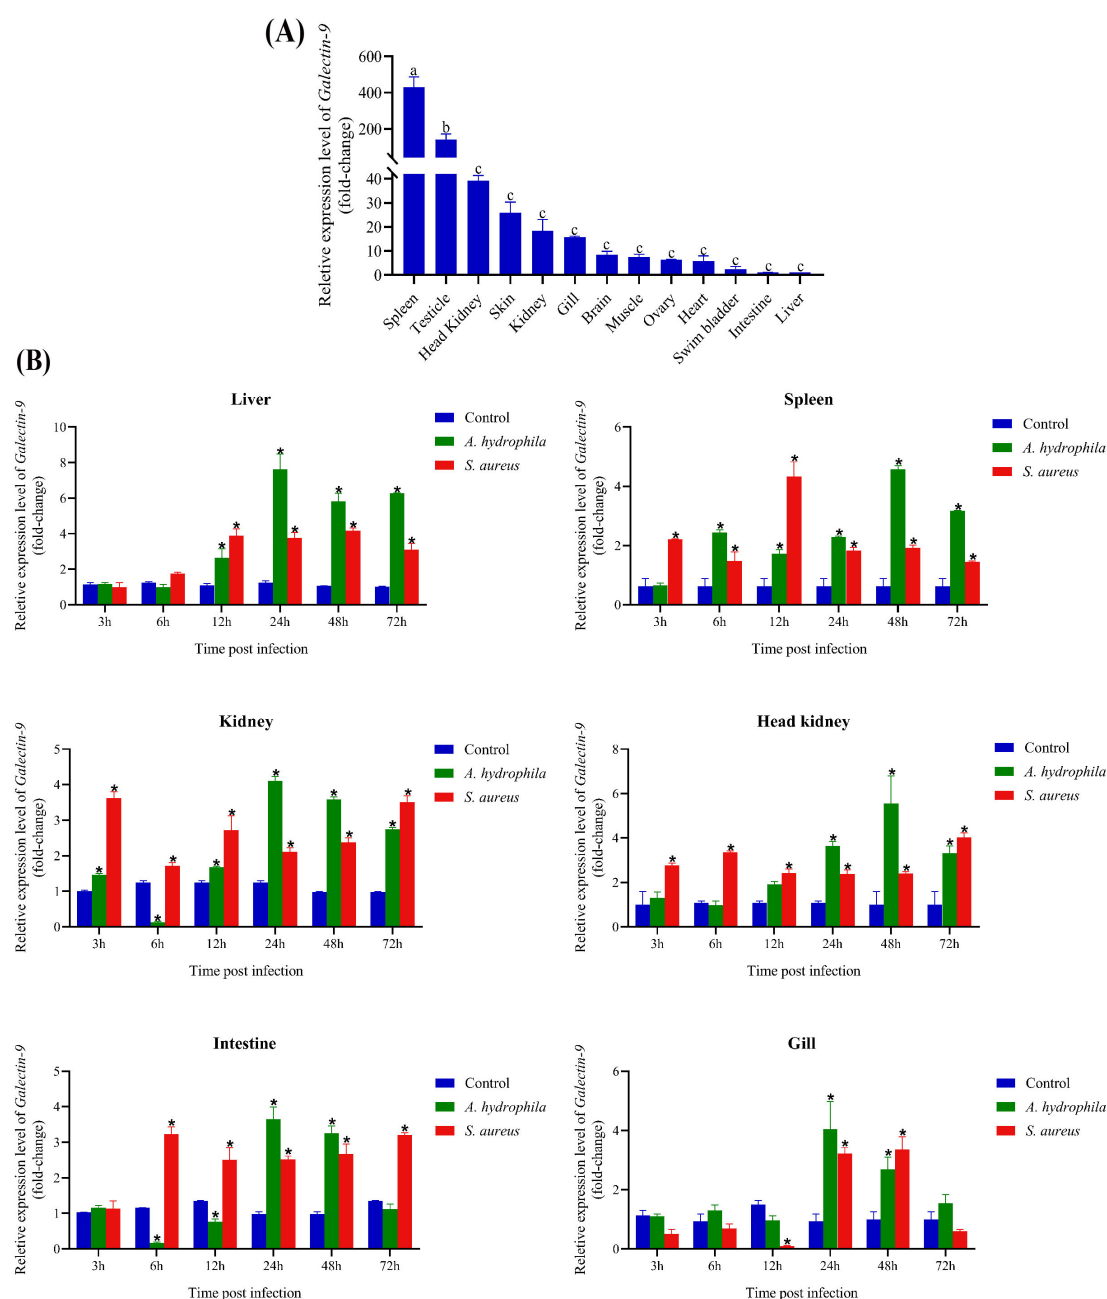 (A)
Reletive expression level of Galectin-9
(fold-change)
600
400
200
40
30
20
10
0
a
b
c
c
c
c
c
c
c
c
c
c
c
Spleen
Testicle
Head Kidney
Skin
Kidney
Gill
Brain
Muscle
Ovary
Heart
Swim bladder
Intestine
Liver
(B)
Liver
Reletive expression level of Galectin-9
(fold-change)
10
8
6
4
2
0
* * * * * * * *
3h 6h 12h 24h 48h 72h
Time post infection
Control
A. hydrophila
S. aureus
Spleen
Reletive expression level of Galectin-9
(fold-change)
6
4
2
0
* * * * * * * * * * *
3h 6h 12h 24h 48h 72h
Time post infection
Control
A. hydrophila
S. aureus
Kidney
Reletive expression level of Galectin-9
(fold-change)
5
4
3
2
1
0
* * * * * * * * * * * *
3h 6h 12h 24h 48h 72h
Time post infection
Control
A. hydrophila
S. aureus
Head kidney
Reletive expression level of Galectin-9
(fold-change)
8
6
4
2
0
* * * * * * * * *
3h 6h 12h 24h 48h 72h
Time post infection
Control
A. hydrophila
S. aureus
Intestine
Reletive expression level of Galectin-9
(fold-change)
5
4
3
2
1
0
* * * * * * * * *
3h 6h 12h 24h 48h 72h
Time post infection
Control
A. hydrophila
S. aureus
Gill
Reletive expression level of Galectin-9
(fold-change)
6
4
2
0
* * * * *
3h 6h 12h 24h 48h 72h
Time post infection
Control
A. hydrophila
S. aureus